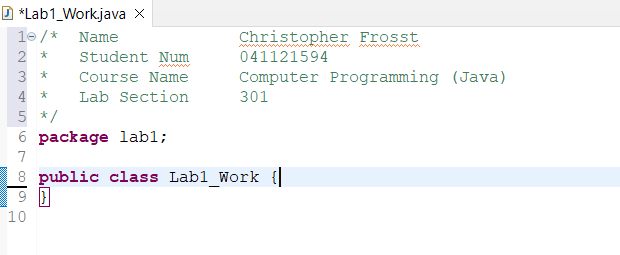 *Lab1_Work.java
1 /* Name Christopher Frosst
2 * Student Num 041121594
3 * Course Name Computer Programming (Java)
4 * Lab Section 301
5 */
6 package lab1;
7
8 public class Lab1_Work {
9 }
10